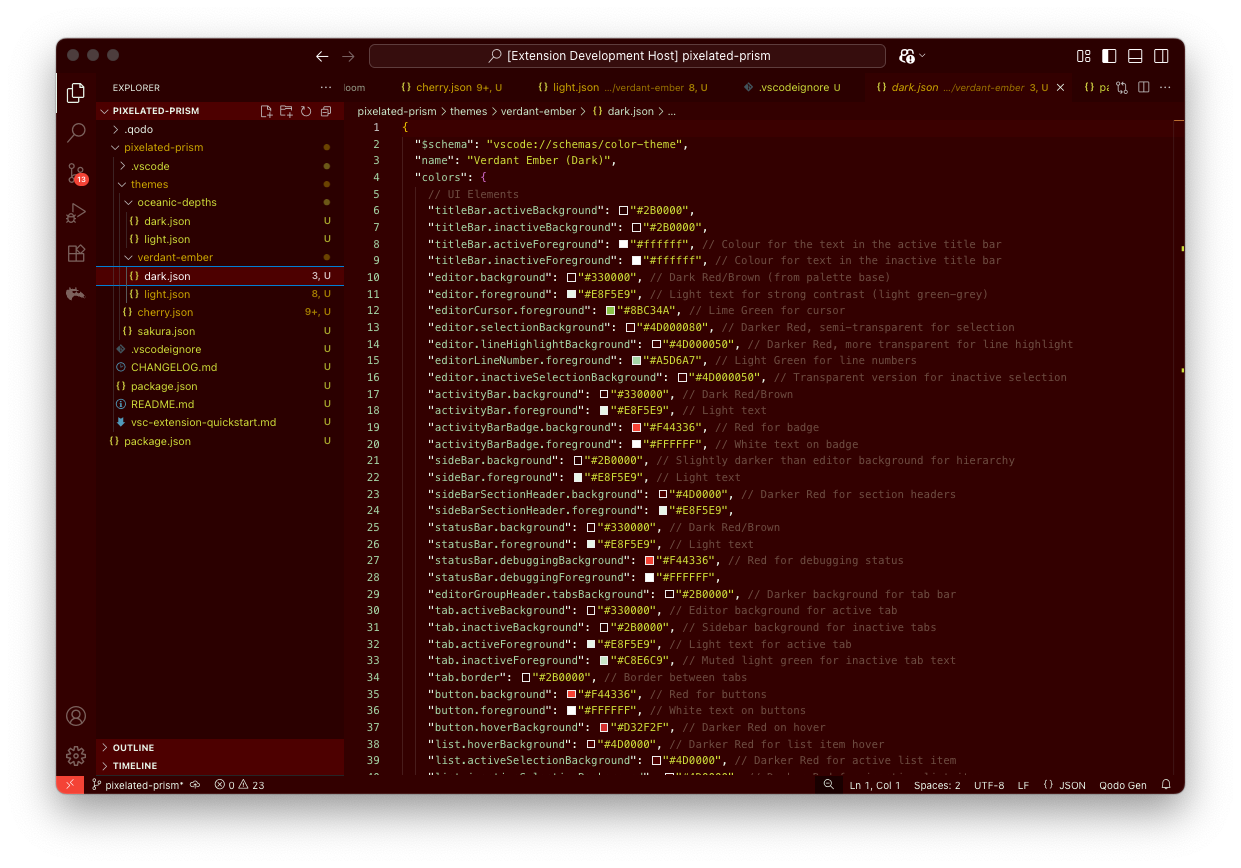 [Extension Development Host] pixelated-prism
EXPLORER
loom
cherry.json 9+, U
light.json .../verdant-ember 8, U
.vscodeignore U
dark.json .../verdant-ember 3, U
PIXELATED-PRISM
pixelated-prism > themes > verdant-ember > {} dark.json > ...
.qodo
pixelated-prism
.vscode
themes
oceanic-depths
dark.json U
light.json U
verdant-ember
dark.json 3, U
light.json 8, U
cherry.json 9+, U
sakura.json U
.vscodeignore U
CHANGELOG.md U
package.json U
README.md U
vsc-extension-quickstart.md U
package.json U
13
OUTLINE
TIMELINE
1 {
2 "$schema": "vscode://schemas/color-theme",
3 "name": "Verdant Ember (Dark)",
4 "colors": {
5 // UI Elements
6 "titleBar.activeBackground": "#2B0000",
7 "titleBar.inactiveBackground": "#2B0000",
8 "titleBar.activeForeground": "#ffffff", // Colour for the text in the active title bar
9 "titleBar.inactiveForeground": "#ffffff", // Colour for the text in the inactive title bar
10 "editor.background": "#330000", // Dark Red/Brown (from palette base)
11 "editor.foreground": "#E8F5E9", // Light text for strong contrast (light green-grey)
12 "editorCursor.foreground": "#8BC34A", // Lime Green for cursor
13 "editor.selectionBackground": "#4D000080", // Darker Red, semi-transparent for selection
14 "editor.lineHighlightBackground": "#4D000050", // Darker Red, more transparent for line highlight
15 "editorLineNumber.foreground": "#A5D6A7", // Light Green for line numbers
16 "editor.inactiveSelectionBackground": "#4D000050", // Transparent version for inactive selection
17 "activityBar.background": "#330000", // Dark Red/Brown
18 "activityBar.foreground": "#E8F5E9", // Light text
19 "activityBarBadge.background": "#F44336", // Red for badge
20 "activityBarBadge.foreground": "#FFFFFF", // White text on badge
21 "sideBar.background": "#2B0000", // Slightly darker than editor background for hierarchy
22 "sideBar.foreground": "#E8F5E9", // Light text
23 "sideBarSectionHeader.background": "#4D0000", // Darker Red for section headers
24 "sideBarSectionHeader.foreground": "#E8F5E9",
25 "statusBar.background": "#330000", // Dark Red/Brown
26 "statusBar.foreground": "#E8F5E9", // Light text
27 "statusBar.debuggingBackground": "#F44336", // Red for debugging status
28 "statusBar.debuggingForeground": "#FFFFFF",
29 "editorGroupHeader.tabsBackground": "#2B0000", // Darker background for tab bar
30 "tab.activeBackground": "#330000", // Editor background for active tab
31 "tab.inactiveBackground": "#2B0000", // Sidebar background for inactive tabs
32 "tab.activeForeground": "#E8F5E9", // Light text for active tab
33 "tab.inactiveForeground": "#C8E6C9", // Muted light green for inactive tab text
34 "tab.border": "#2B0000", // Border between tabs
35 "button.background": "#F44336", // Red for buttons
36 "button.foreground": "#FFFFFF", // White text on buttons
37 "button.hoverBackground": "#D32F2F", // Darker Red on hover
38 "list.hoverBackground": "#4D0000", // Darker Red for list item hover
39 "list.activeSelectionBackground": "#4D0000", // Darker Red for active list item
pixelated-prism* 0 23
Ln 1, Col 1 Spaces: 2 UTF-8 LF {} JSON Qodo Gen